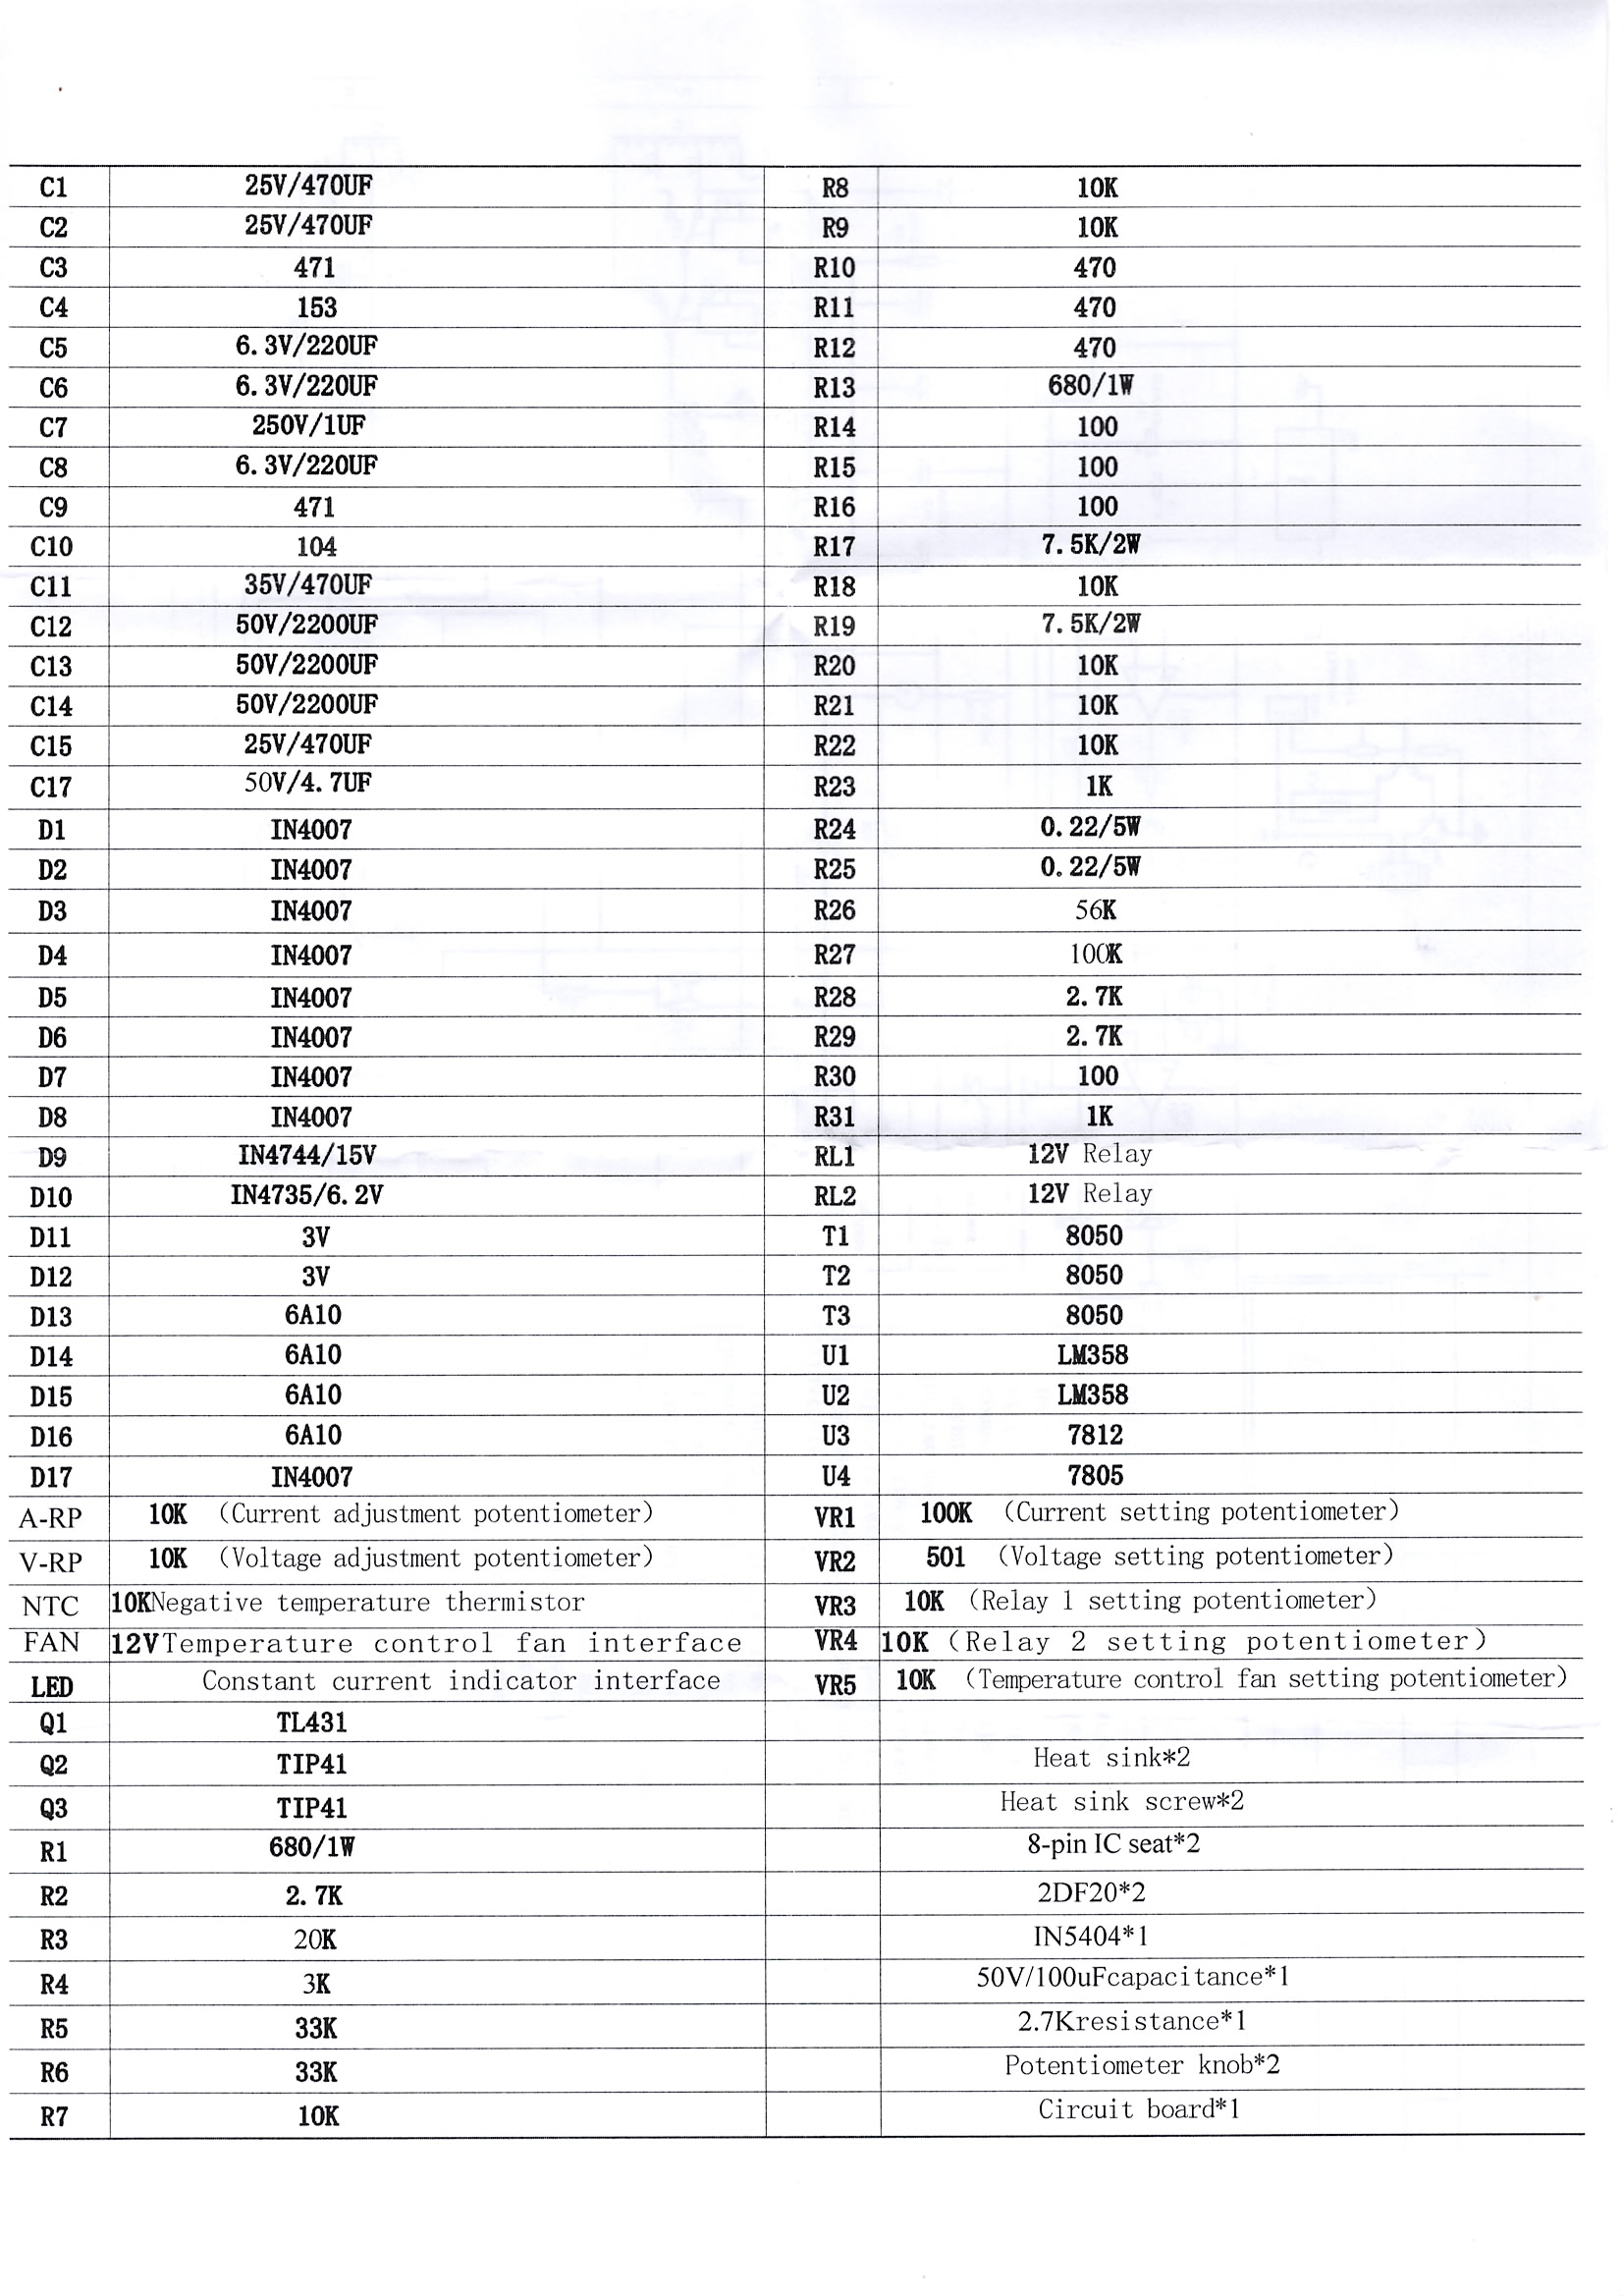 C1 25V/470UF R8 10K
C2 25V/470UF R9 10K
C3 471 R10 470
C4 153 R11 470
C5 6.3V/220UF R12 470
C6 6.3V/220UF R13 680/1W
C7 250V/1UF R14 100
C8 6.3V/220UF R15 100
C9 471 R16 100
C10 104 R17 7.5K/2W
C11 35V/470UF R18 10K
C12 50V/2200UF R19 7.5K/2W
C13 50V/2200UF R20 10K
C14 50V/2200UF R21 10K
C15 25V/470UF R22 10K
C17 50V/4.7UF R23 1K
D1 IN4007 R24 0.22/5W
D2 IN4007 R25 0.22/5W
D3 IN4007 R26 56K
D4 IN4007 R27 100K
D5 IN4007 R28 2.7K
D6 IN4007 R29 2.7K
D7 IN4007 R30 100
D8 IN4007 R31 1K
D9 IN4744/15V RL1 12V Relay
D10 IN4735/6.2V RL2 12V Relay
D11 3V T1 8050
D12 3V T2 8050
D13 6A10 T3 8050
D14 6A10 U1 LM358
D15 6A10 U2 LM358
D16 6A10 U3 7812
D17 IN4007 U4 7805
A-RP 10K (Current adjustment potentiometer) VR1 100K (Current setting potentiometer)
V-RP 10K (Voltage adjustment potentiometer) VR2 501 (Voltage setting potentiometer)
NTC 10KNegative temperature thermistor VR3 10K (Relay 1 setting potentiometer)
FAN 12VTemperature control fan interface VR4 10K (Relay 2 setting potentiometer)
LED Constant current indicator interface VR5 10K (Temperature control fan setting potentiometer)
Q1 TL431
Q2 TIP41 Heat sink*2
Q3 TIP41 Heat sink screw*2
R1 680/1W 8-pin IC seat*2
R2 2.7K 2DF20*2
R3 20K IN5404*1
R4 3K 50V/100uFcapacitance*1
R5 33K 2.7Kresistance*1
R6 33K Potentiometer knob*2
R7 10K Circuit board*1